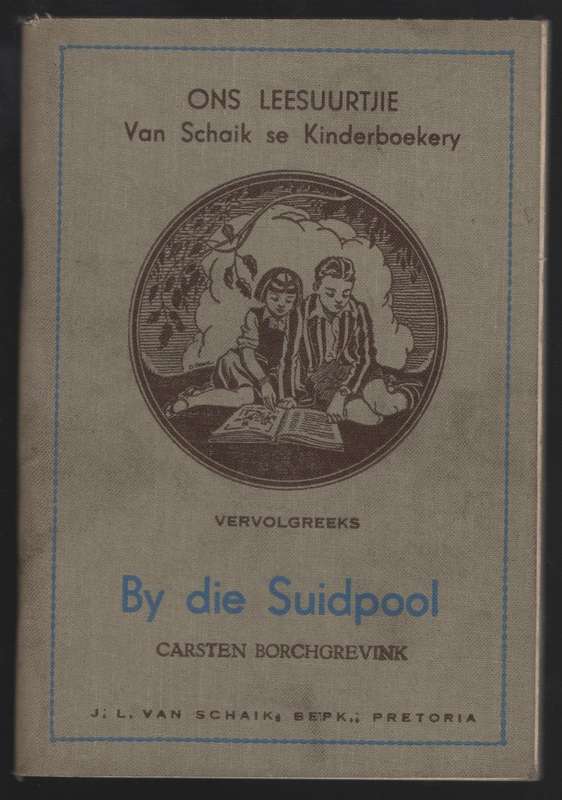 ONS LEESUURTJIE
Van Schaik se Kinderboekery
VERVOLGREEKS
By die Suidpool
CARSTEN BORCHGREVINK
J. L. VAN SCHAIK, BEPK., PRETORIA